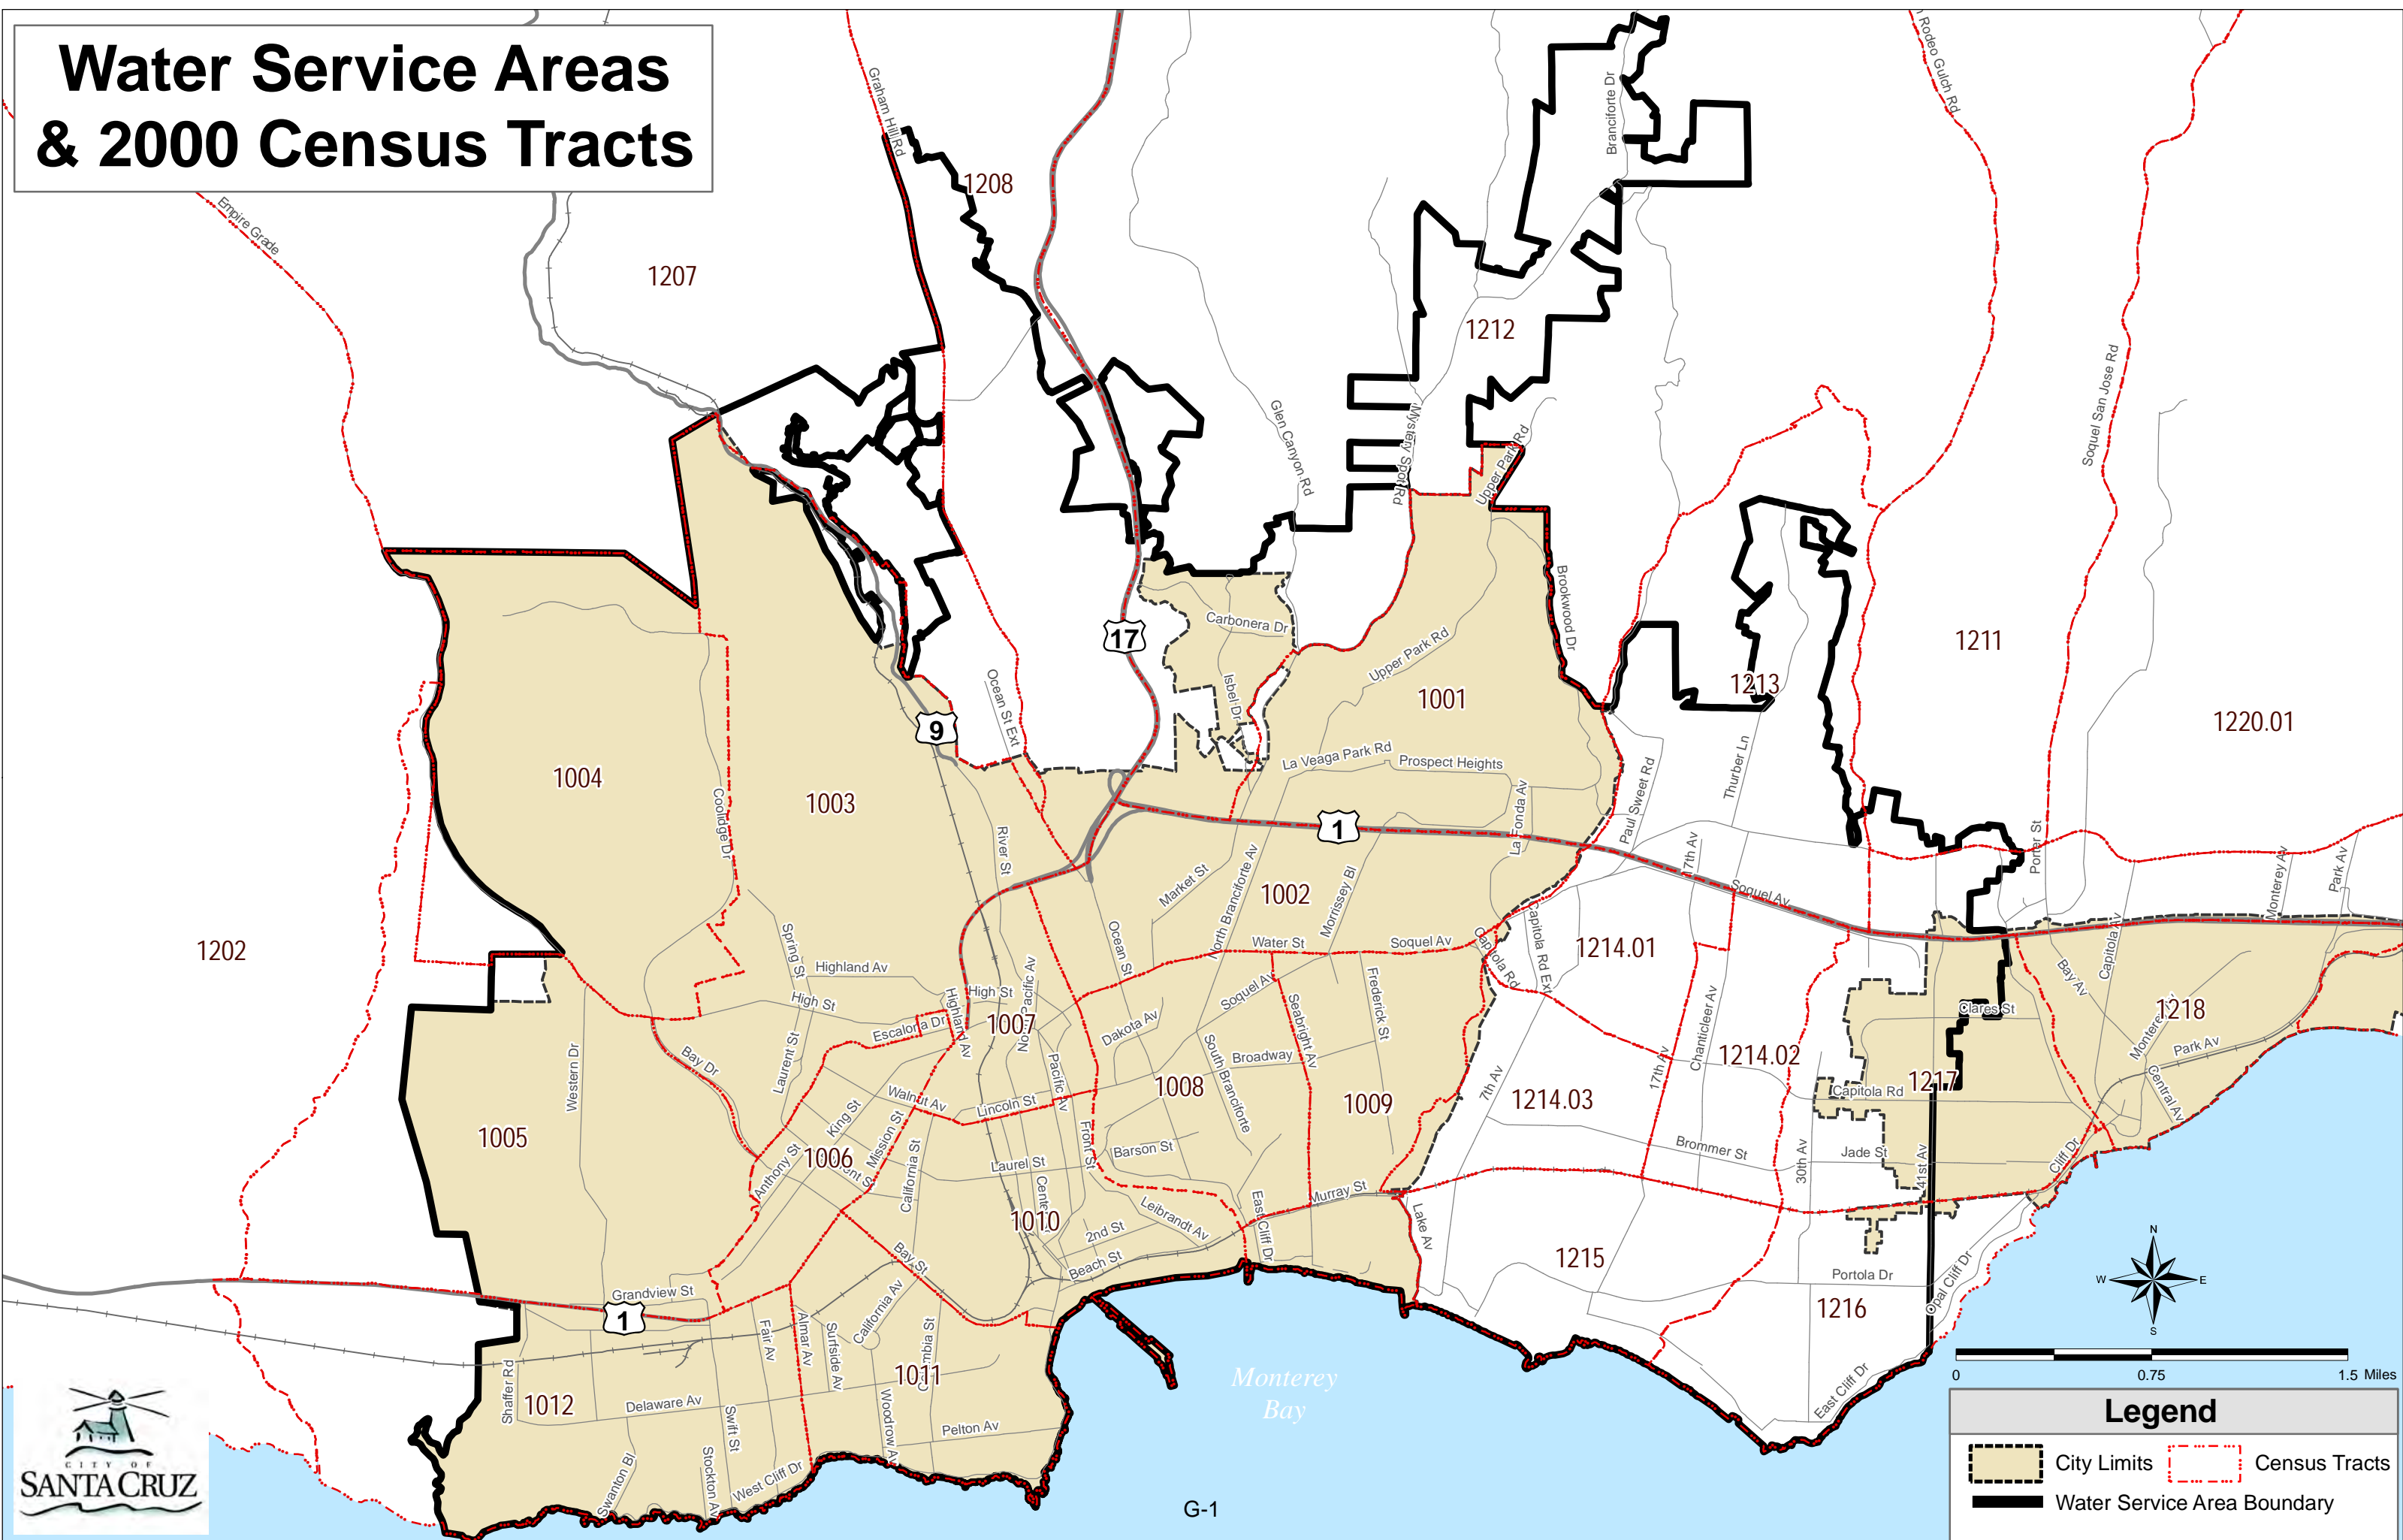 Water Service Areas
& 2000 Census Tracts
Graham Hill Rd
Branciforte Dr
Rodeo Gulch Rd
Empire Grade
1208
1207
1212
Soquel San Jose Rd
Glen Canyon Rd
Mystery Spot Rd
Upper Park Rd
Brookwood Dr
Carbonera Dr
17
Upper Park Rd
1211
Isbel Dr
1001
1213
Ocean St Ext
9
1220.01
La Veaga Park Rd
Prospect Heights
1004
1003
Coolidge Dr
Thurber Ln
Paul Sweet Rd
La Fonda Av
1
River St
17th Av
Porter St
Monterey Av
Park Av
Market St
North Branciforte Av
1002
Morrissey Bl
Soquel Av
1202
Spring St
Ocean St
Water St
Soquel Av
Capitola Rd
Capitola Rd Ext
1214.01
Capitola Av
Bay Av
Highland Av
High St
High St
Highland Av
No Pacific Av
Soquel Av
Seabright Av
Frederick St
Chanticleer Av
Clares St
1218
Monterey
Escalona Dr
1007
Dakota Av
Laurent St
Bay Dr
Western Dr
Pacific Av
Broadway
South Branciforte
1008
1009
7th Av
17th Av
1214.02
1214.03
Capitola Rd
1217
Park Av
Central Av
Walnut Av
Lincoln St
King St
Mission St
1005
1006
Anthony St
California St
Front St
Barson St
Laurel St
Brommer St
30th Av
Jade St
41st Av
Cliff Dr
1010
Leibrandt Av
2nd St
Beach St
East Cliff Dr
Murray St
Lake Av
Bay St
California Av
1215
Portola Dr
1216
Opal Cliff Dr
N
W E
S
Grandview St
1
Fair Av
Almar Av
Surfside Av
Columbia St
1011
Woodrow Av
Monterey
Bay
East Cliff Dr
0 0.75 1.5 Miles
Shaffer Rd
1012
Delaware Av
Swift St
Pelton Av
Stockton Av
Swanton Bl
West Cliff Dr
CITY OF
SANTA CRUZ
G-1
Legend
City Limits
Census Tracts
Water Service Area Boundary